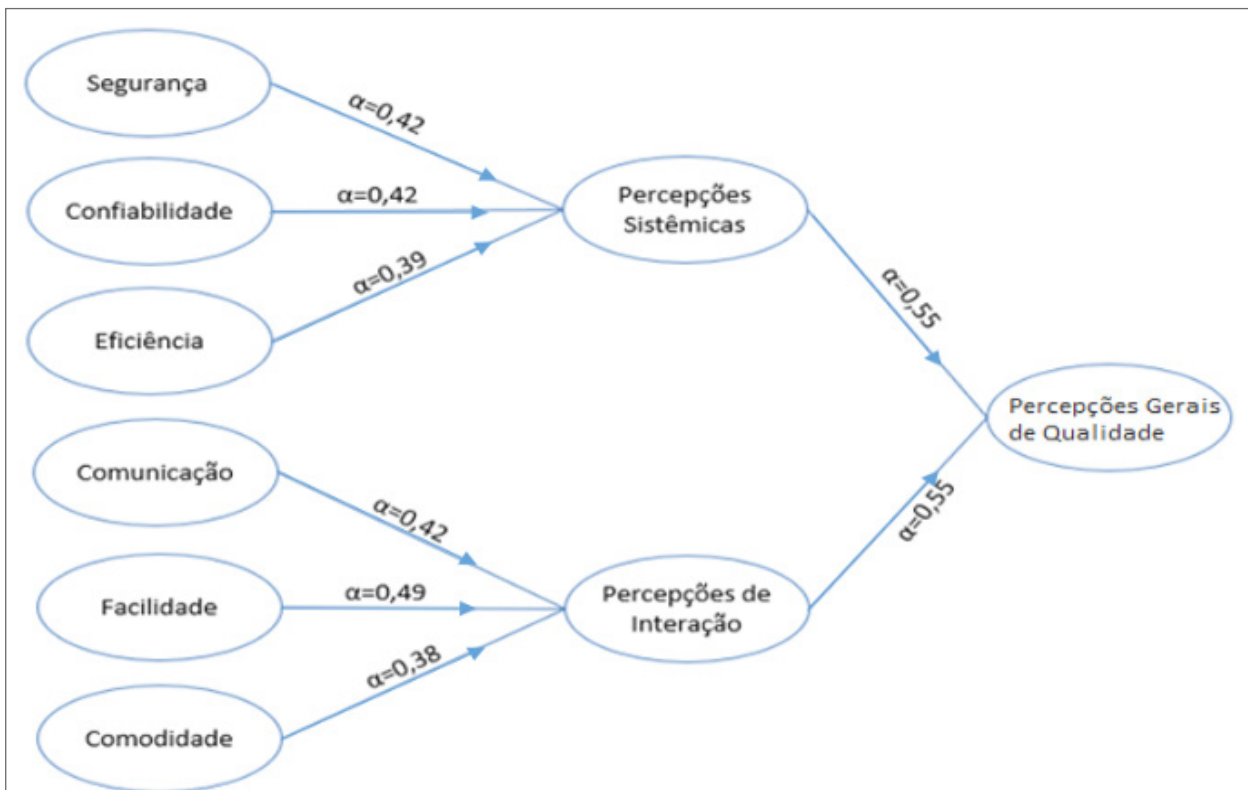 Segurança
α=0,42
Confiabilidade
α=0,42
Percepções
Sistêmicas
Eficiência
α=0,39
α=0,55
Percepções Gerais
de Qualidade
Comunicação
α=0,42
Facilidade
α=0,49
Percepções de
Interação
α=0,55
Comodidade
α=0,38